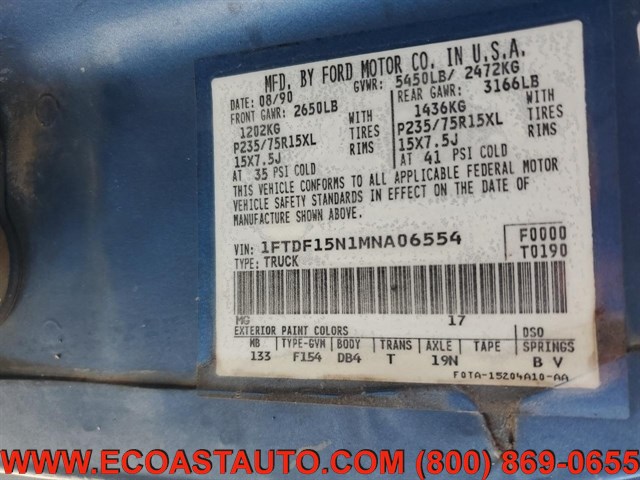 MFD. BY FORD MOTOR CO. IN U.S.A.
DATE: 08/90 GVWR: 5450LB/ 2472KG
FRONT GAWR: 2650LB REAR GAWR: 3166LB
1202KG WITH 1436KG WITH
P235/75R15XL TIRES P235/75R15XL TIRES
15X7.5J RIMS 15X7.5J RIMS
AT 35 PSI COLD AT 41 PSI COLD
THIS VEHICLE CONFORMS TO ALL APPLICABLE FEDERAL MOTOR
VEHICLE SAFETY STANDARDS IN EFFECT ON THE DATE OF
MANUFACTURE SHOWN ABOVE.
VIN: 1FTDF15N1MNA06554 F0000
TYPE: TRUCK T0190
MG 17
EXTERIOR PAINT COLORS DSO
MB TYPE-GVM BODY TRANS AXLE TAPE SPRINGS
133 F154 DB4 T 19N B V
F0TA-15204A10-AA
WWW.ECOASTAUTO.COM (800) 869-0655